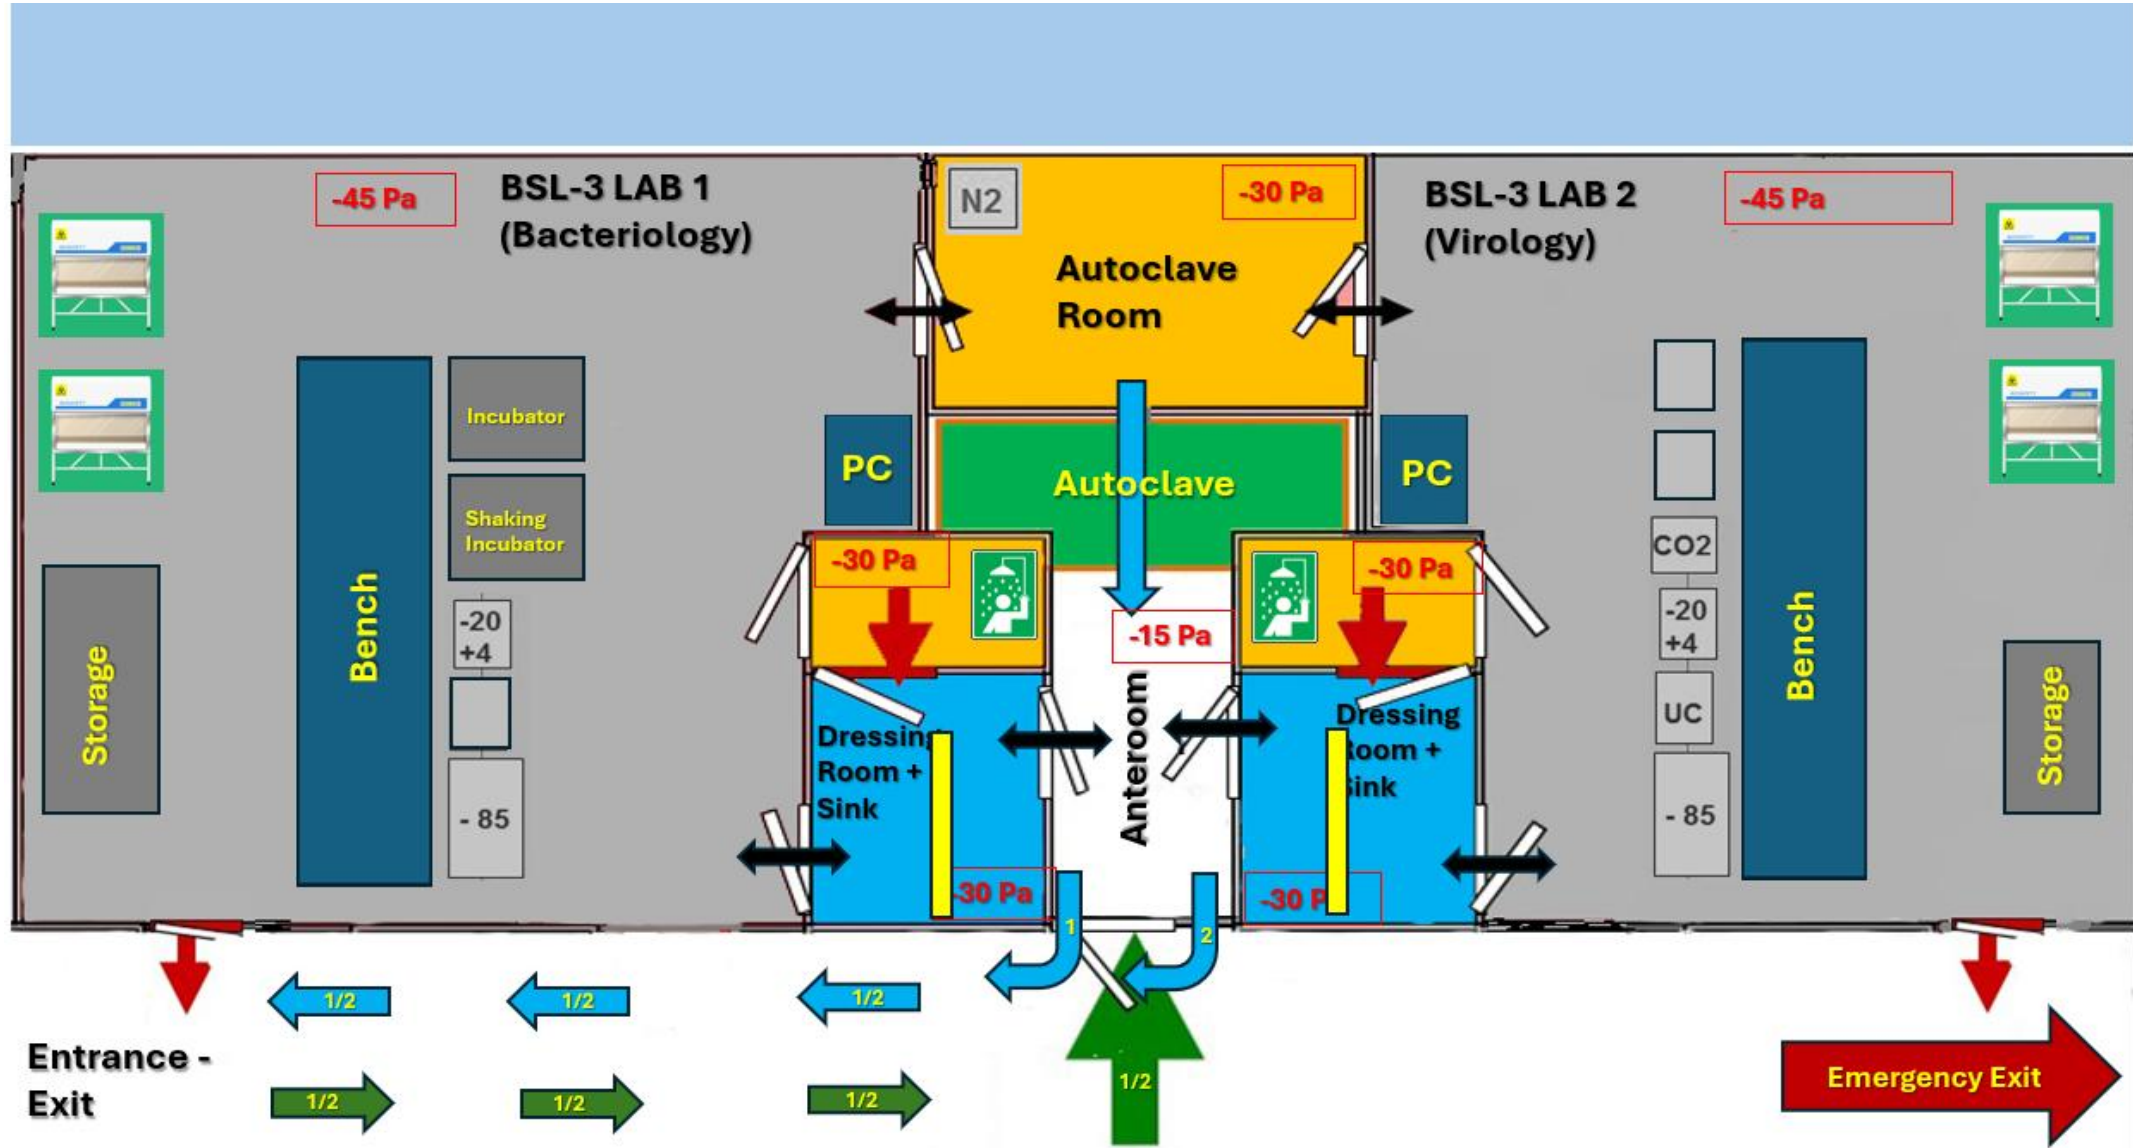 -45 Pa
BSL-3 LAB 1
(Bacteriology)
N2
-30 Pa
BSL-3 LAB 2
(Virology)
-45 Pa
Autoclave
Room
Incubator
Shaking
Incubator
PC
Autoclave
PC
CO2
-20
+4
UC
- 85
Bench
Storage
Storage
Bench
-20
+4
- 85
-30 Pa
-30 Pa
-15 Pa
Anteroom
Dressing
Room +
Sink
-30 Pa
Dressing
Room +
Sink
-30 P
1
2
1/2
1/2
1/2
Entrance -
Exit
1/2
1/2
1/2
1/2
Emergency Exit